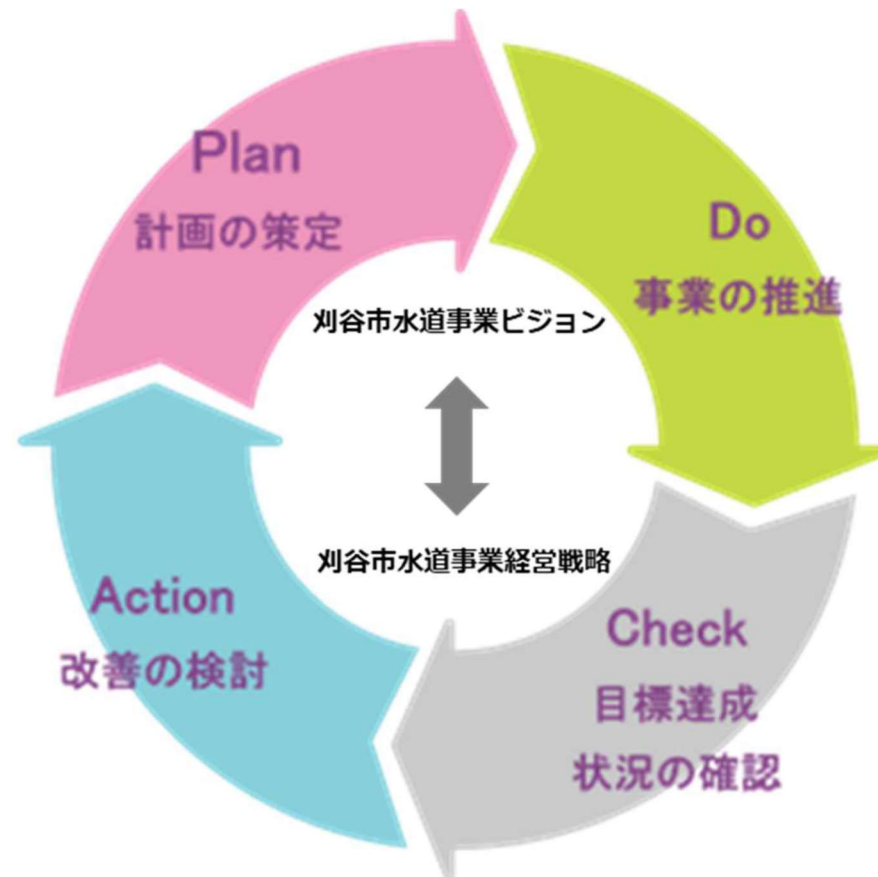 Plan
計画の策定
Do
事業の推進
刈谷市水道事業ビジョン
刈谷市水道事業経営戦略
Check
目標達成
状況の確認
Action
改善の検討